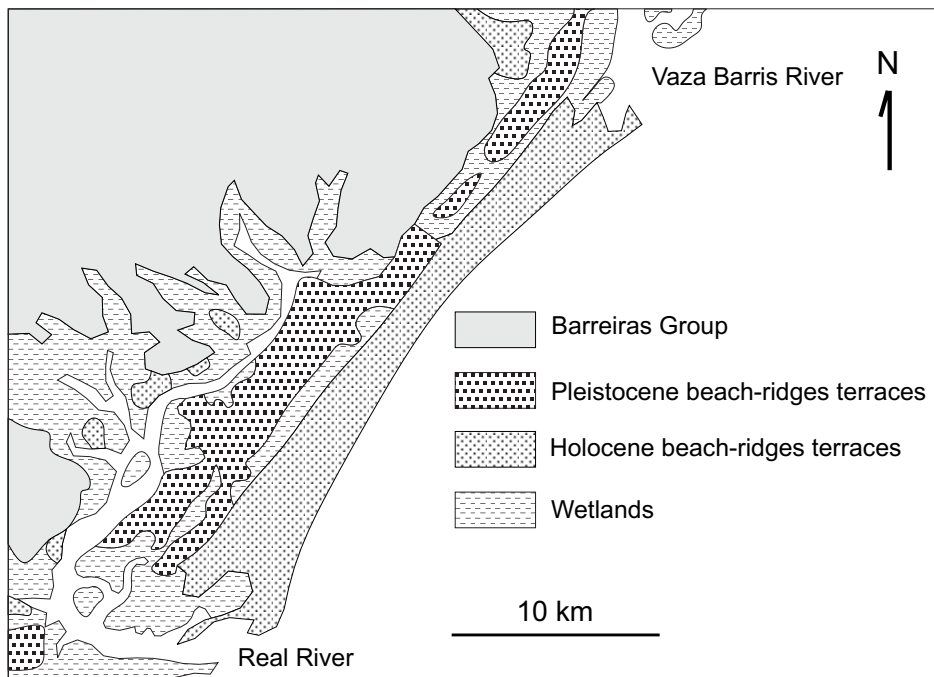 Vaza Barris River
N
Barreiras Group
Pleistocene beach-ridges terraces
Holocene beach-ridges terraces
Wetlands
10 km
Real River